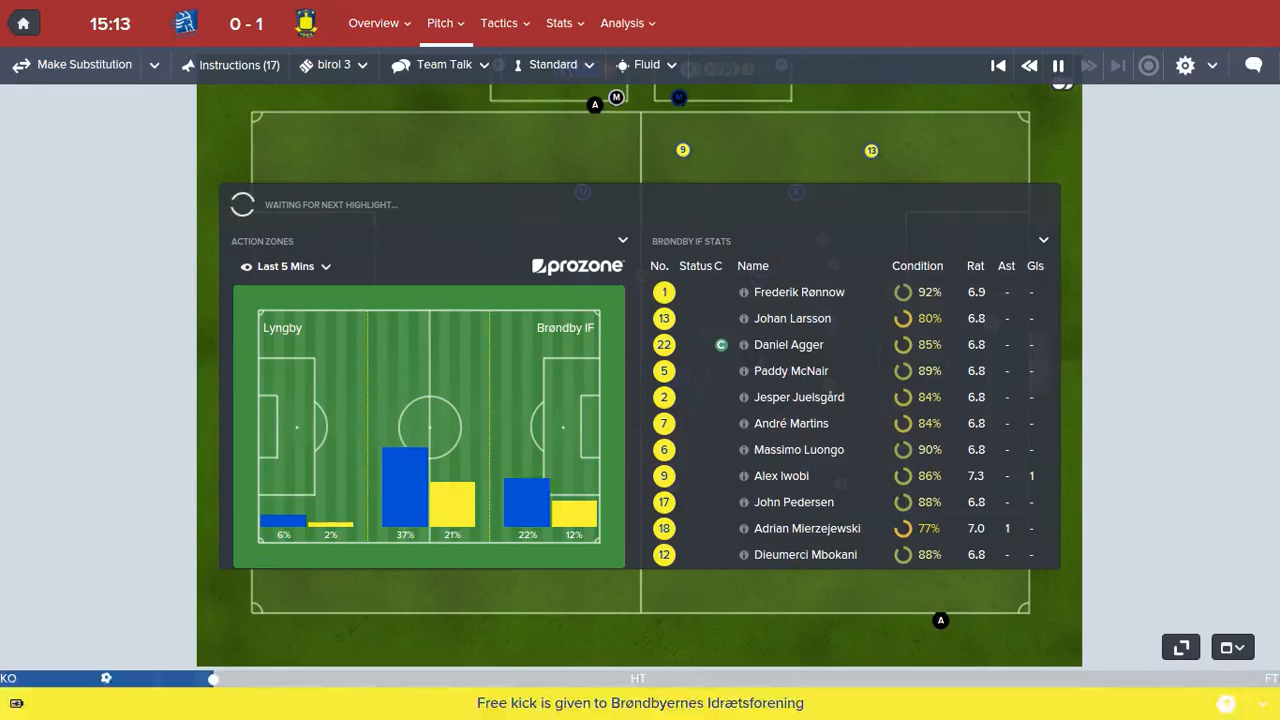 15:13
0 - 1
Overview
Pitch
Tactics
Stats
Analysis
Make Substitution
Instructions (17)
birol 3
Team Talk
Standard
Fluid
A
M
M
9
13
WAITING FOR NEXT HIGHLIGHT...
ACTION ZONES
Last 5 Mins
prozone
Lyngby
Brøndby IF
6%
2%
37%
21%
22%
12%
BRØNDBY IF STATS
No. Status C Name Condition Rat Ast Gls
1 Frederik Rønnow 92% 6.9 - -
13 Johan Larsson 80% 6.8 - -
22 C Daniel Agger 85% 6.8 - -
5 Paddy McNair 89% 6.8 - -
2 Jesper Juelsgård 84% 6.8 - -
7 André Martins 84% 6.8 - -
6 Massimo Luongo 90% 6.8 - -
9 Alex Iwobi 86% 7.3 - 1
17 John Pedersen 88% 6.8 - -
18 Adrian Mierzejewski 77% 7.0 1 -
12 Dieumerci Mbokani 88% 6.8 - -
A
KO
HT
FT
Free kick is given to Brøndbyernes Idrætsforening